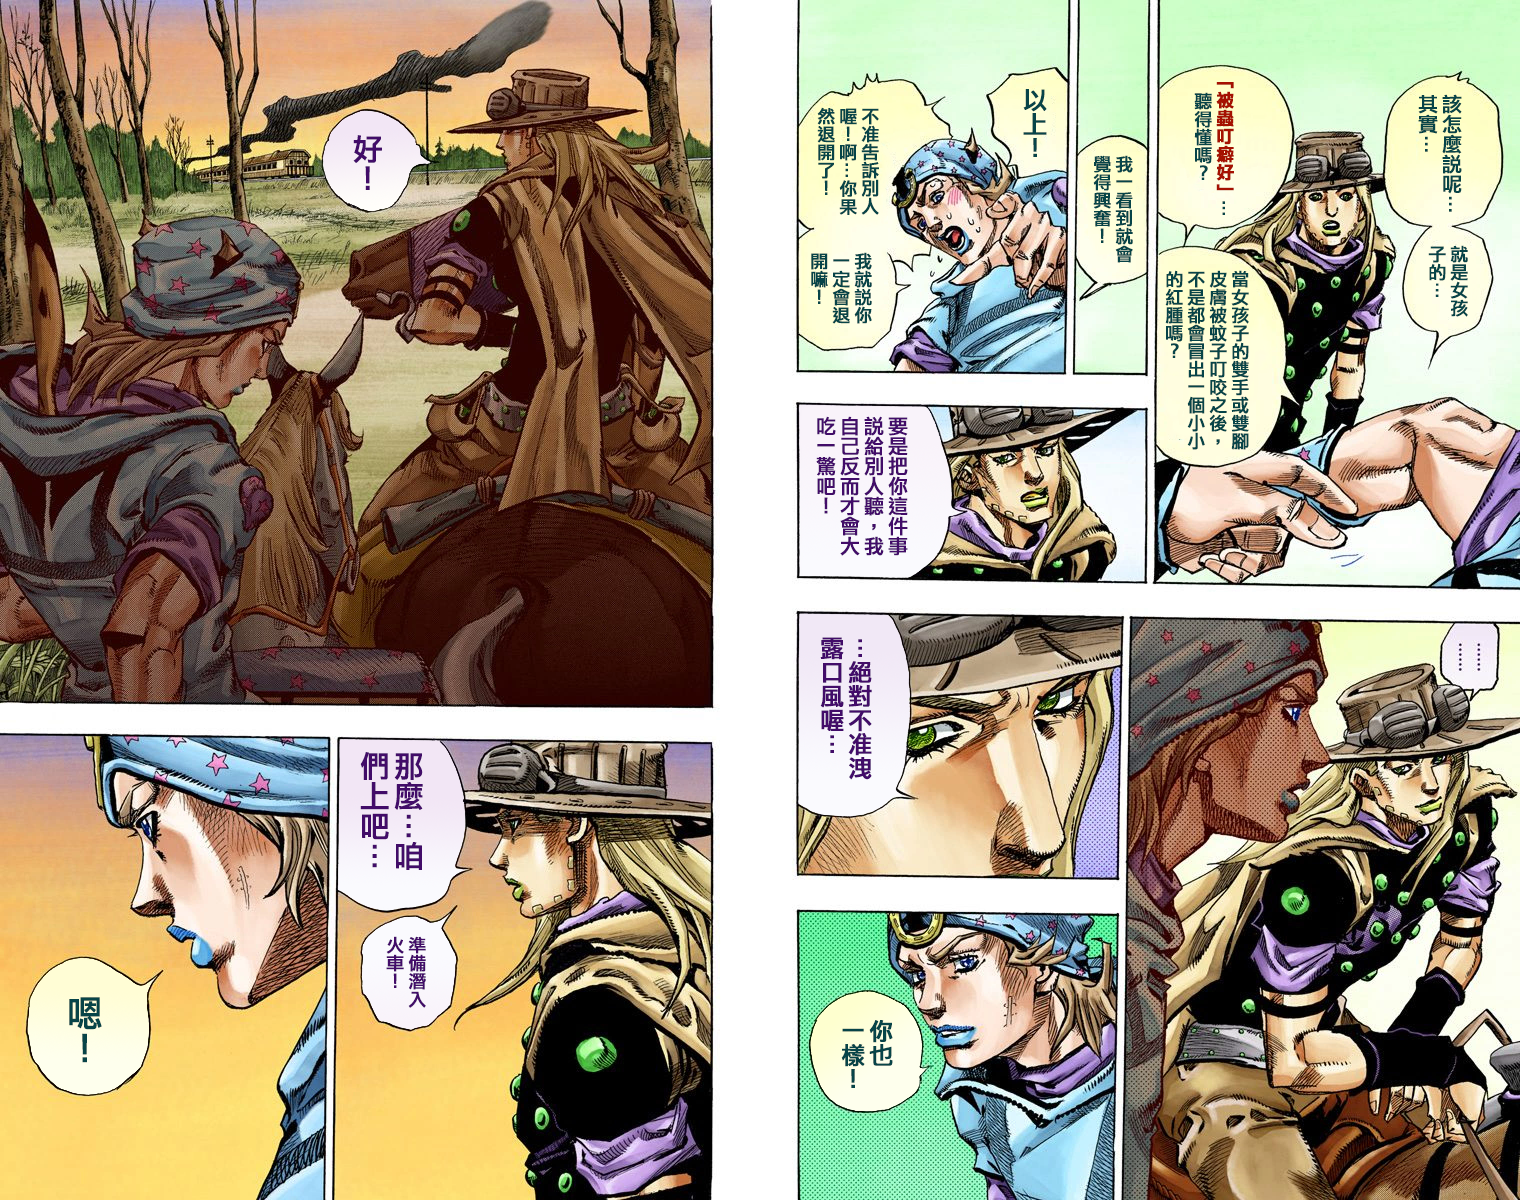 該怎麼說呢…
其實…
就是女孩
子的…
「被蟲叮癖好」…
聽得懂嗎？
當女孩子的雙手或雙腳
皮膚被蚊子叮咬之後，
不是都會冒出一個小小
的紅腫嗎？
我一看到就會
覺得興奮！
以上！
不准告訴別人
喔！啊…你果
然退開了！
我就說你
一定會退
開嘛！
要是把你這件事
說給別人聽，我
自己反而才會大
吃一驚吧！
……
……
…絕對不准洩
露口風喔…
你也
一樣！
好！
那麼…咱
們上吧…
準備潛入
火車！
嗯！